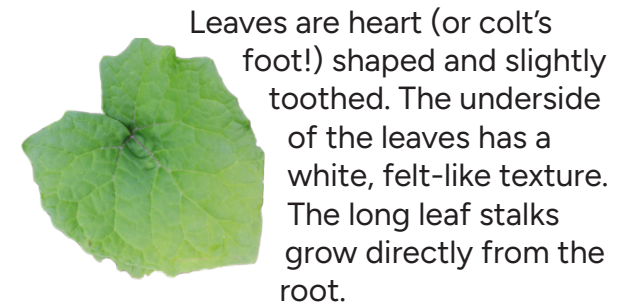 Leaves are heart (or colt's
foot!) shaped and slightly
toothed. The underside
of the leaves has a
white, felt-like texture.
The long leaf stalks
grow directly from the
root.